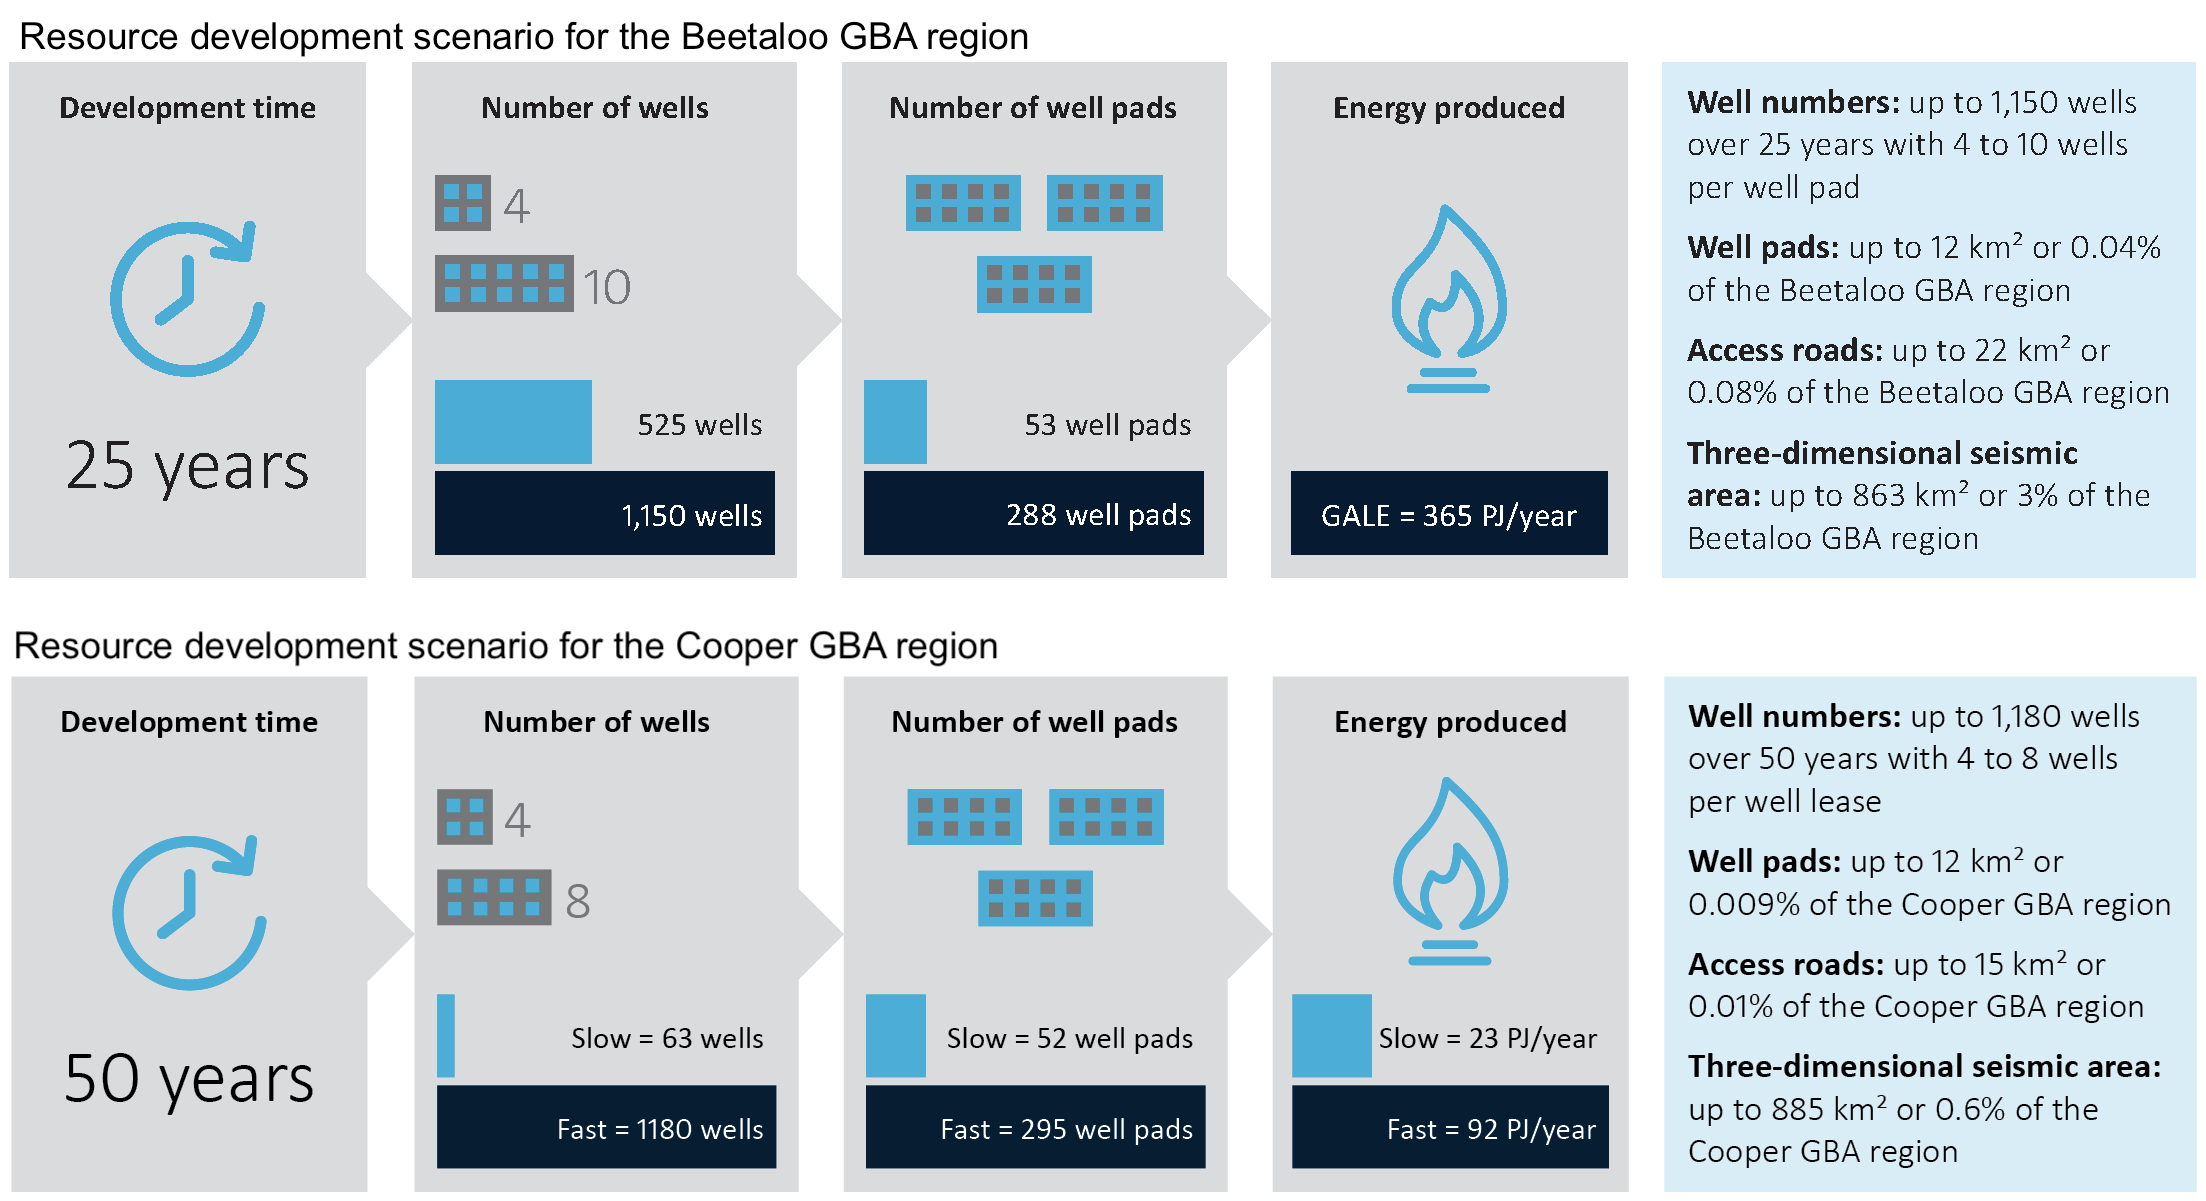 Resource development scenario for the Beetaloo GBA region
Development time
25 years
Number of wells
4
10
525 wells
1,150 wells
Number of well pads
53 well pads
288 well pads
Energy produced
GALE = 365 PJ/year
Well numbers: up to 1,150 wells
over 25 years with 4 to 10 wells
per well pad
Well pads: up to 12 km² or 0.04%
of the Beetaloo GBA region
Access roads: up to 22 km² or
0.08% of the Beetaloo GBA region
Three-dimensional seismic
area: up to 863 km² or 3% of the
Beetaloo GBA region
Resource development scenario for the Cooper GBA region
Development time
50 years
Number of wells
4
8
Slow = 63 wells
Fast = 1180 wells
Number of well pads
Slow = 52 well pads
Fast = 295 well pads
Energy produced
Slow = 23 PJ/year
Fast = 92 PJ/year
Well numbers: up to 1,180 wells
over 50 years with 4 to 8 wells
per well lease
Well pads: up to 12 km² or
0.009% of the Cooper GBA region
Access roads: up to 15 km² or
0.01% of the Cooper GBA region
Three-dimensional seismic area:
up to 885 km² or 0.6% of the
Cooper GBA region